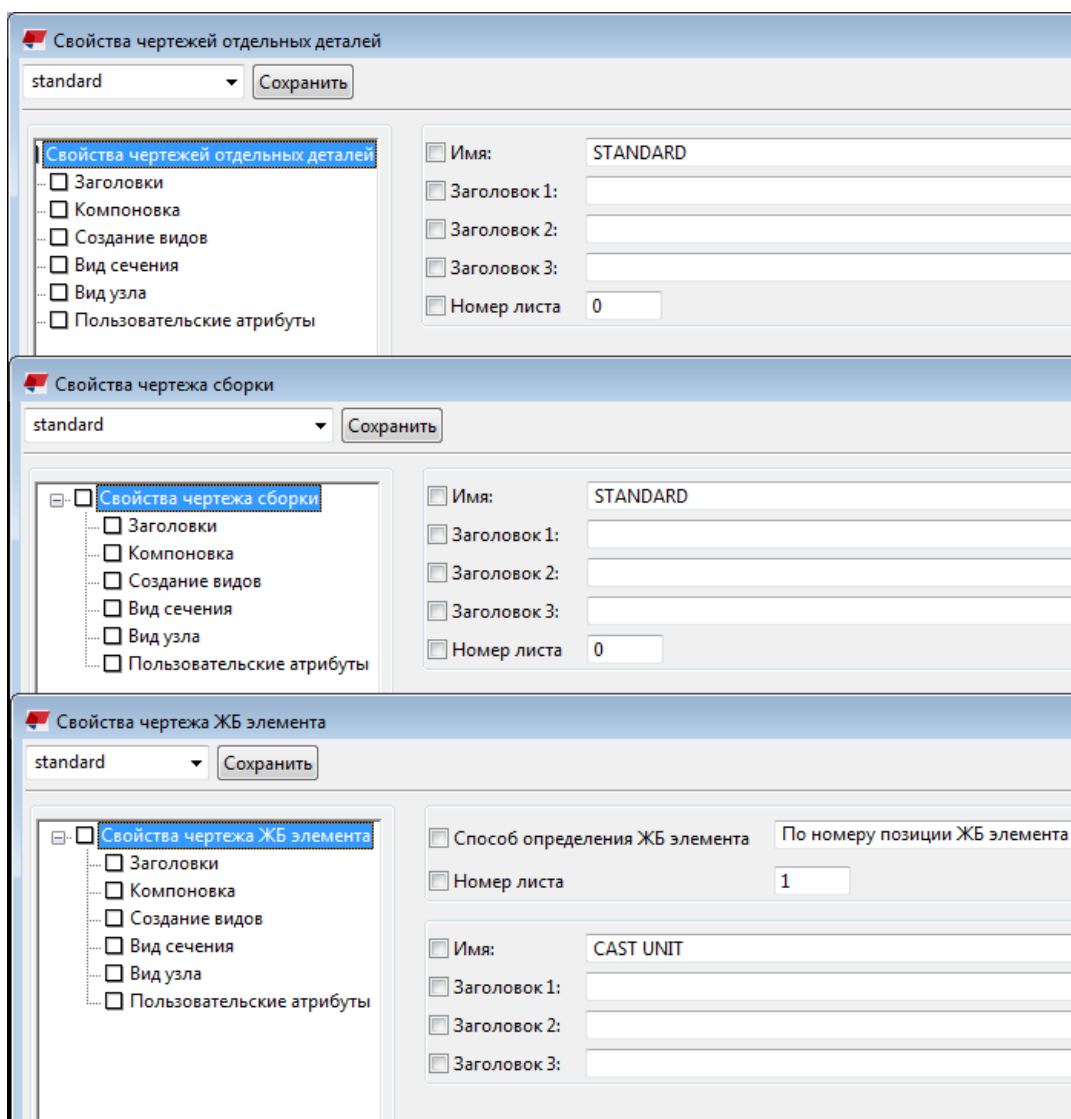 Свойства чертежей отдельных деталей
standard Сохранить
Свойства чертежей отдельных деталей Имя: STANDARD
Заголовки Заголовок 1:
Компоновка Заголовок 2:
Создание видов Заголовок 3:
Вид сечения Номер листа 0
Вид узла
Пользовательские атрибуты
Свойства чертежа сборки
standard Сохранить
Свойства чертежа сборки Имя: STANDARD
Заголовки Заголовок 1:
Компоновка Заголовок 2:
Создание видов Заголовок 3:
Вид сечения Номер листа 0
Вид узла
Пользовательские атрибуты
Свойства чертежа ЖБ элемента
standard Сохранить
Свойства чертежа ЖБ элемента Способ определения ЖБ элемента По номеру позиции ЖБ элемента
Заголовки Номер листа 1
Компоновка
Создание видов
Вид сечения Имя: CAST UNIT
Вид узла Заголовок 1:
Пользовательские атрибуты Заголовок 2:
Заголовок 3: